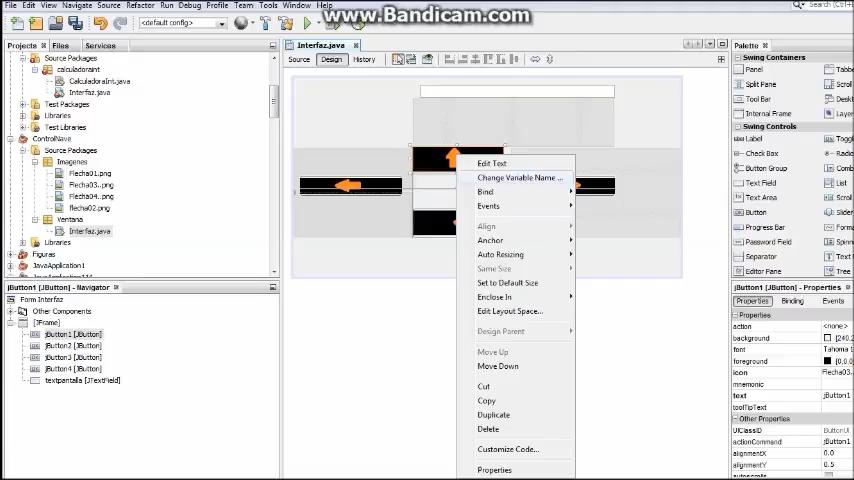 www.Bandicam.com
File Edit View Navigate Source Refactor Run Debug Profile Team Tools Window Help
<default config>
Projects
Files
Services
Source Packages
calculadoraint
CalculadoraInt.java
Interfaz.java
Test Packages
Libraries
Test Libraries
ControlNave
Source Packages
Imagenes
Flecha01.png
Flecha03..png
Flecha04..png
flecha02.png
Ventana
Interfaz.java
Libraries
Figuras
JavaApplication1
jButton1 [JButton] - Navigator
Form Interfaz
Other Components
[JFrame]
jButton1 [JButton]
jButton2 [JButton]
jButton3 [JButton]
jButton4 [JButton]
textpantalla [JTextField]
Interfaz.java
Source
Design
History
Edit Text
Change Variable Name ...
Bind
Events
Align
Anchor
Auto Resizing
Same Size
Set to Default Size
Enclose In
Edit Layout Space...
Design Parent
Move Up
Move Down
Cut
Copy
Duplicate
Delete
Customize Code...
Properties
Palette
Swing Containers
Panel
Split Pane
Tool Bar
Internal Frame
Swing Controls
Label
Check Box
Button Group
Text Field
Text Area
Button
Progress Bar
Password Field
Separator
Editor Pane
List
jButton1 [JButton] - Properties
Properties
Binding
Events
Properties
action <none>
background
font Tahoma 1
foreground
icon Flecha03..
mnemonic
text jButton1
toolTipText
Other Properties
UIClassID ButtonUI
actionCommand jButton1
alignmentX 0.0
alignmentY 0.5